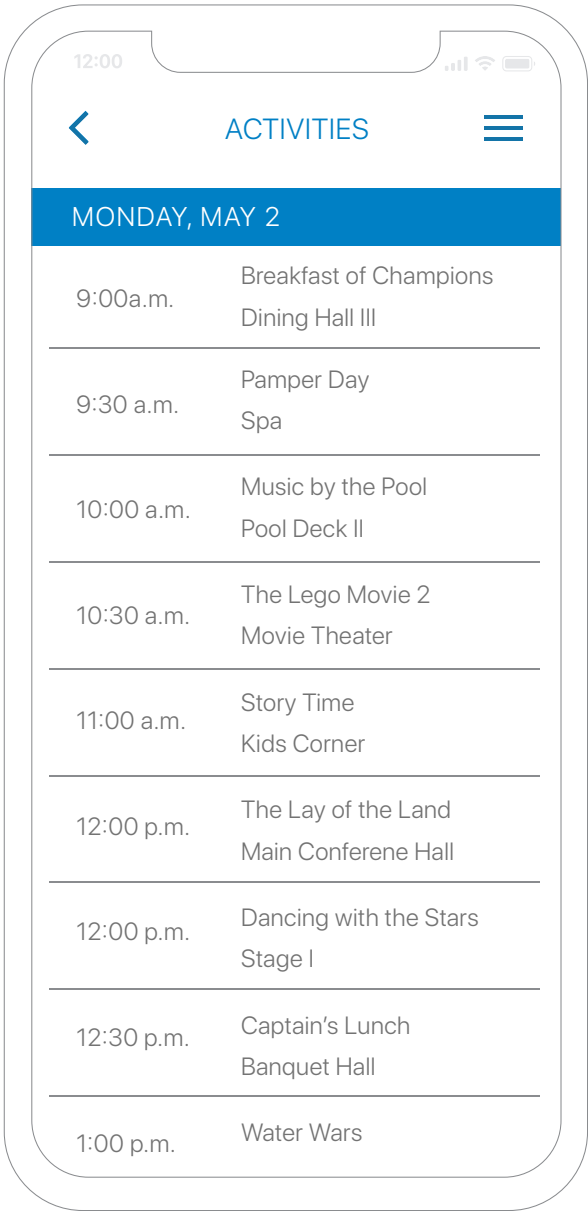 12:00
ACTIVITIES
MONDAY, MAY 2
9:00a.m.
Breakfast of Champions
Dining Hall III
9:30 a.m.
Pamper Day
Spa
10:00 a.m.
Music by the Pool
Pool Deck II
10:30 a.m.
The Lego Movie 2
Movie Theater
11:00 a.m.
Story Time
Kids Corner
12:00 p.m.
The Lay of the Land
Main Conferene Hall
12:00 p.m.
Dancing with the Stars
Stage I
12:30 p.m.
Captain’s Lunch
Banquet Hall
1:00 p.m.
Water Wars